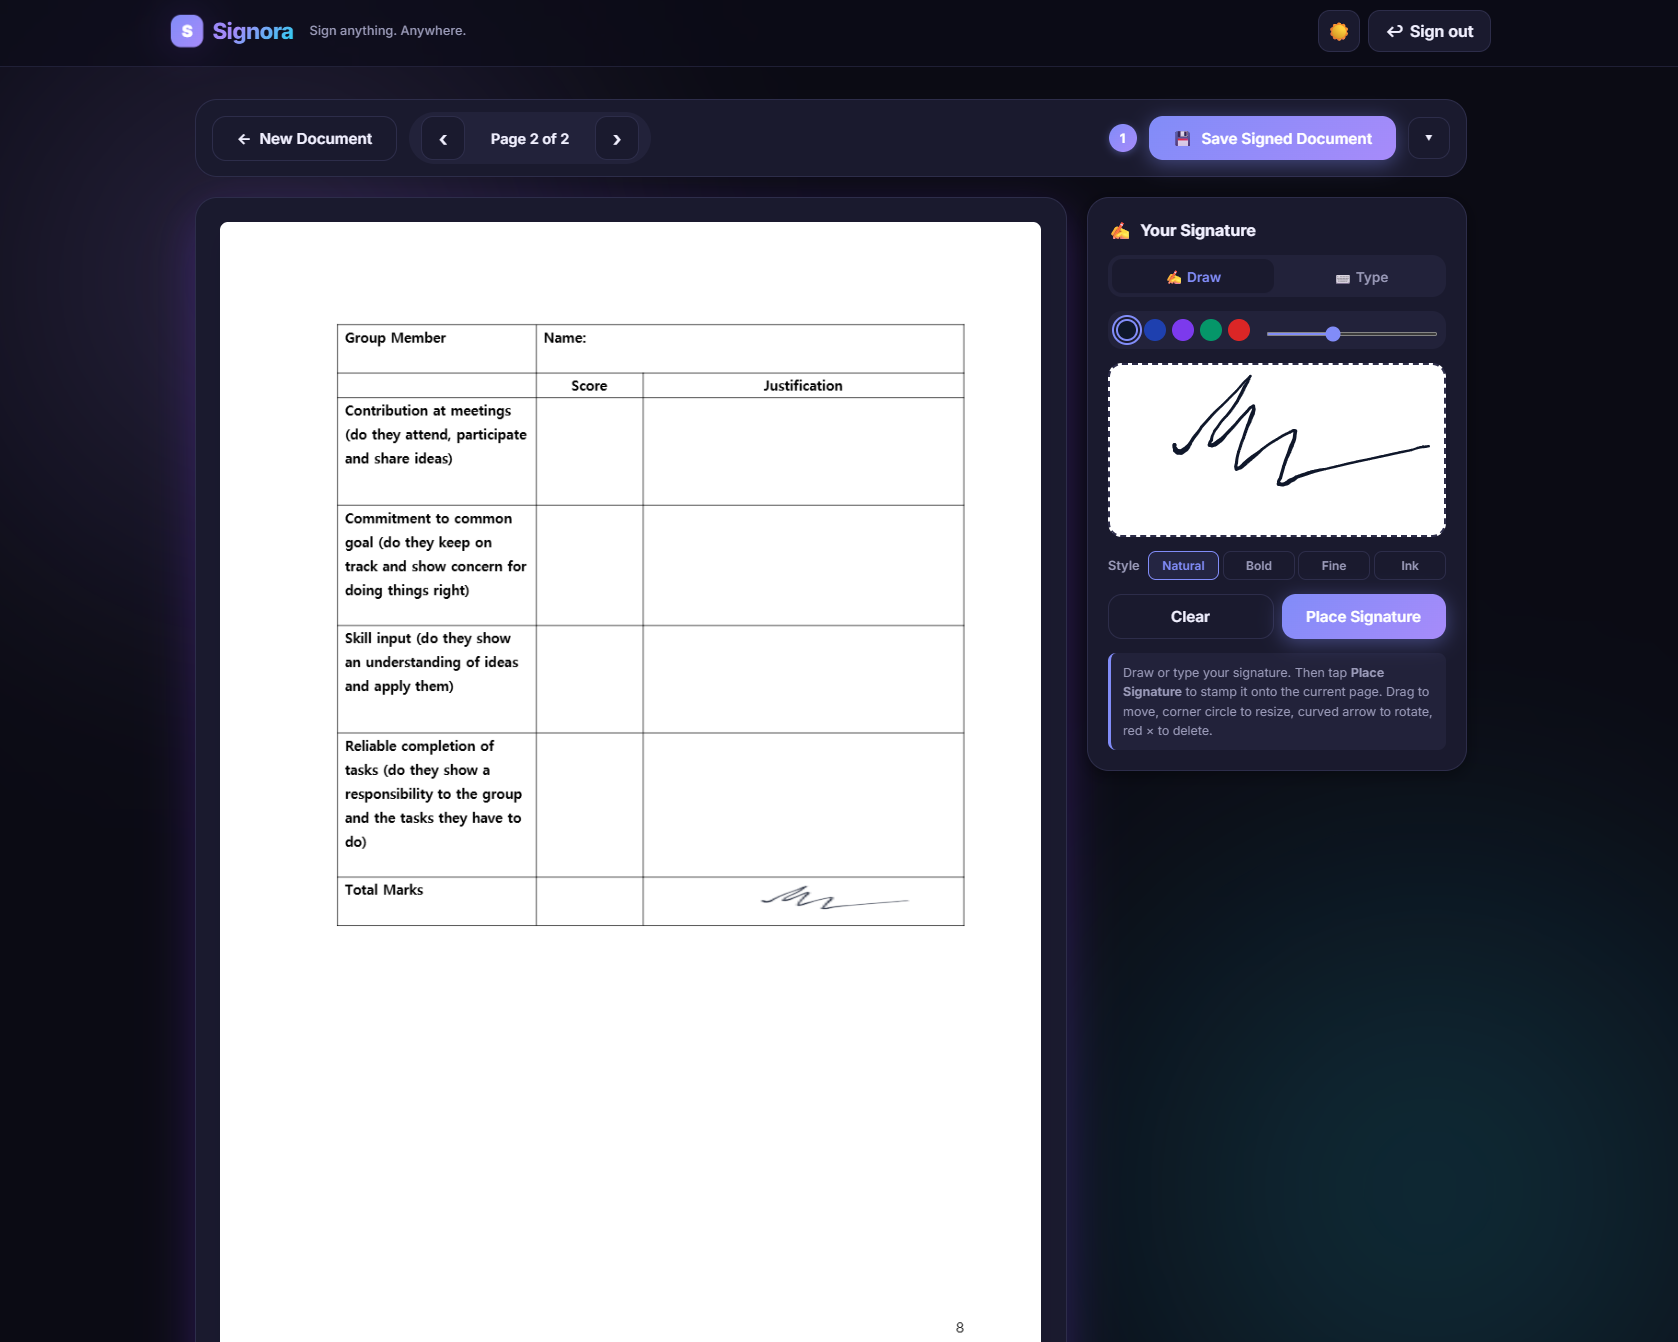 S Signora Sign anything. Anywhere.
Sign out
New Document
Page 2 of 2
1
Save Signed Document
Group Member
Name:
Score
Justification
Contribution at meetings
(do they attend, participate
and share ideas)
Commitment to common
goal (do they keep on
track and show concern for
doing things right)
Skill input (do they show
an understanding of ideas
and apply them)
Reliable completion of
tasks (do they show a
responsibility to the group
and the tasks they have to
do)
Total Marks
8
Your Signature
Draw
Type
Style
Natural
Bold
Fine
Ink
Clear
Place Signature
Draw or type your signature. Then tap Place
Signature to stamp it onto the current page. Drag to
move, corner circle to resize, curved arrow to rotate,
red × to delete.